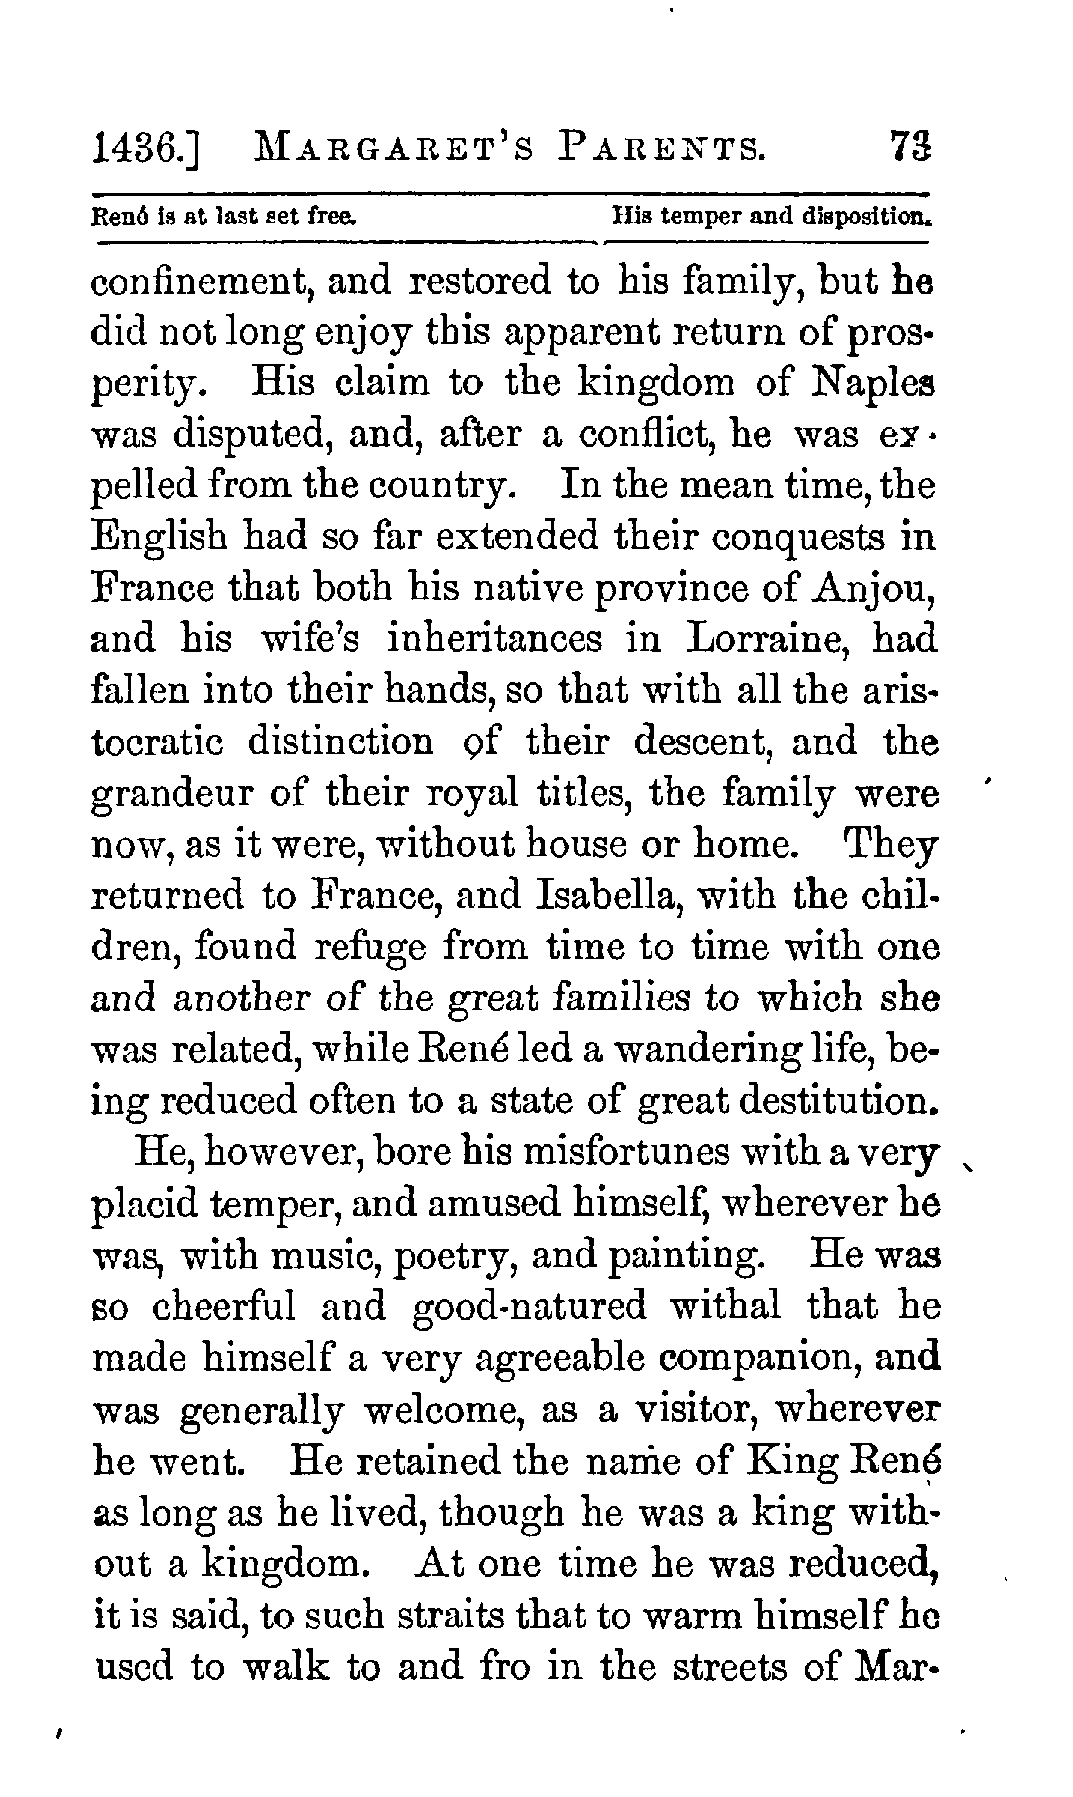 1436.] MARGARET'S PARENTS. 73
René is at last set free. His temper and disposition.
confinement, and restored to his family, but he
did not long enjoy this apparent return of pros-
perity. His claim to the kingdom of Naples
was disputed, and, after a conflict, he was ex-
pelled from the country. In the mean time, the
English had so far extended their conquests in
France that both his native province of Anjou,
and his wife's inheritances in Lorraine, had
fallen into their hands, so that with all the aris-
tocratic distinction of their descent, and the
grandeur of their royal titles, the family were
now, as it were, without house or home. They
returned to France, and Isabella, with the chil-
dren, found refuge from time to time with one
and another of the great families to which she
was related, while René led a wandering life, be-
ing reduced often to a state of great destitution.
He, however, bore his misfortunes with a very
placid temper, and amused himself, wherever he
was, with music, poetry, and painting. He was
so cheerful and good-natured withal that he
made himself a very agreeable companion, and
was generally welcome, as a visitor, wherever
he went. He retained the name of King René
as long as he lived, though he was a king with-
out a kingdom. At one time he was reduced,
it is said, to such straits that to warm himself he
used to walk to and fro in the streets of Mar-